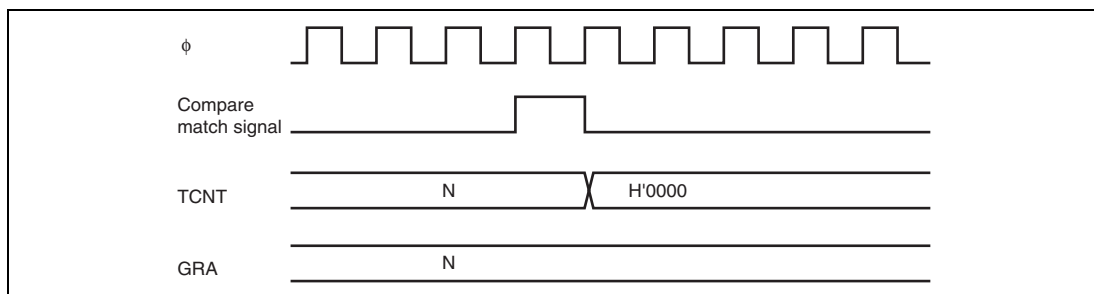 ϕ
Compare
match signal
TCNT
N
H'0000
GRA
N